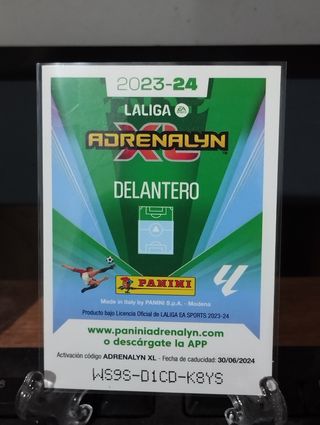 2023-24
LALIGA EA SPORTS
ADRENALYN
XL
DELANTERO
PANINI
Made in Italy by PANINI S.p.A. - Modena
Producto bajo Licencia Oficial de LALIGA EA SPORTS 2023-24
www.paniniadrenalyn.com
o descárgate la APP
Activación código ADRENALYN XL - Fecha de caducidad: 30/06/2024
WS9S-D1CD-K8YS